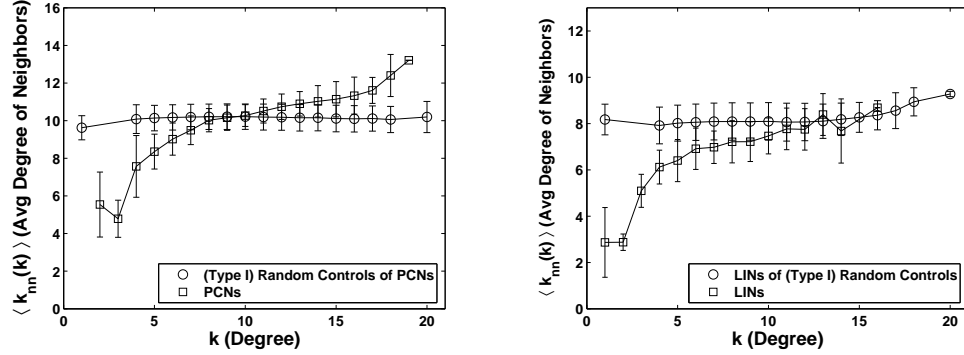 16
14
12
10
8
6
4
2
0
⟨ k_nn(k) ⟩ (Avg Degree of Neighbors)
(Type I) Random Controls of PCNs
PCNs
0 5 10 15 20
k (Degree)
12
10
8
6
4
2
0
⟨ k_nn(k) ⟩ (Avg Degree of Neighbors)
LINs of (Type I) Random Controls
LINs
0 5 10 15 20
k (Degree)